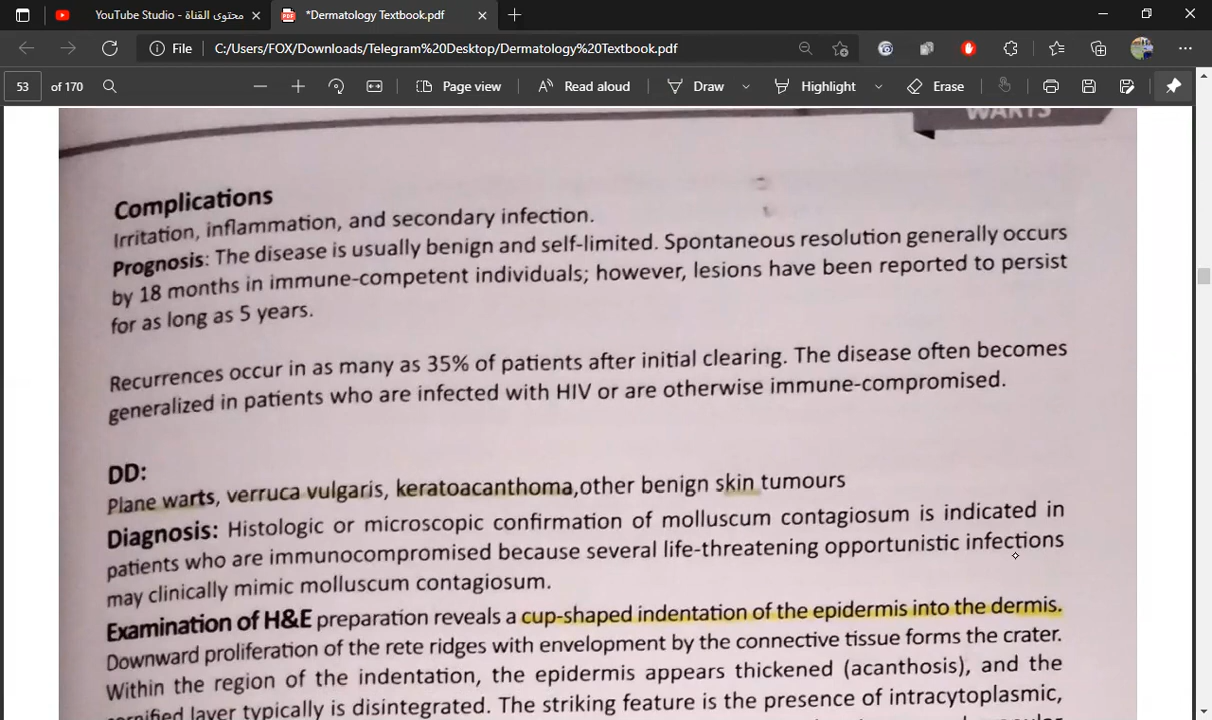 YouTube Studio - محتوى القناة
*Dermatology Textbook.pdf
File
C:/Users/FOX/Downloads/Telegram%20Desktop/Dermatology%20Textbook.pdf
53 of 170
Page view
Read aloud
Draw
Highlight
Erase
WARTS
Complications
Irritation, inflammation, and secondary infection.
Prognosis: The disease is usually benign and self-limited. Spontaneous resolution generally occurs
by 18 months in immune-competent individuals; however, lesions have been reported to persist
for as long as 5 years.
Recurrences occur in as many as 35% of patients after initial clearing. The disease often becomes
generalized in patients who are infected with HIV or are otherwise immune-compromised.
DD:
Plane warts, verruca vulgaris, keratoacanthoma,other benign skin tumours
Diagnosis: Histologic or microscopic confirmation of molluscum contagiosum is indicated in
patients who are immunocompromised because several life-threatening opportunistic infections
may clinically mimic molluscum contagiosum.
Examination of H&E preparation reveals a cup-shaped indentation of the epidermis into the dermis.
Downward proliferation of the rete ridges with envelopment by the connective tissue forms the crater.
Within the region of the indentation, the epidermis appears thickened (acanthosis), and the
cornified layer typically is disintegrated. The striking feature is the presence of intracytoplasmic,